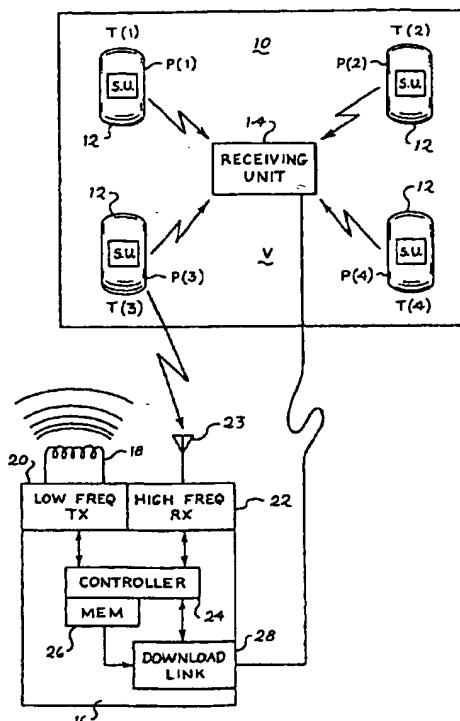 T(1)
10
T(2)
P(1)
P(2)
S.U
S.U
14
12
12
RECEIVING
UNIT
12
12
S.U
V
S.U
P(3)
P(4)
T(3)
T(4)
23
20
18
LOW FREQ
TX
HIGH FREQ
RX
22
CONTROLLER
MEM
24
26
28
DOWNLOAD
LINK
16